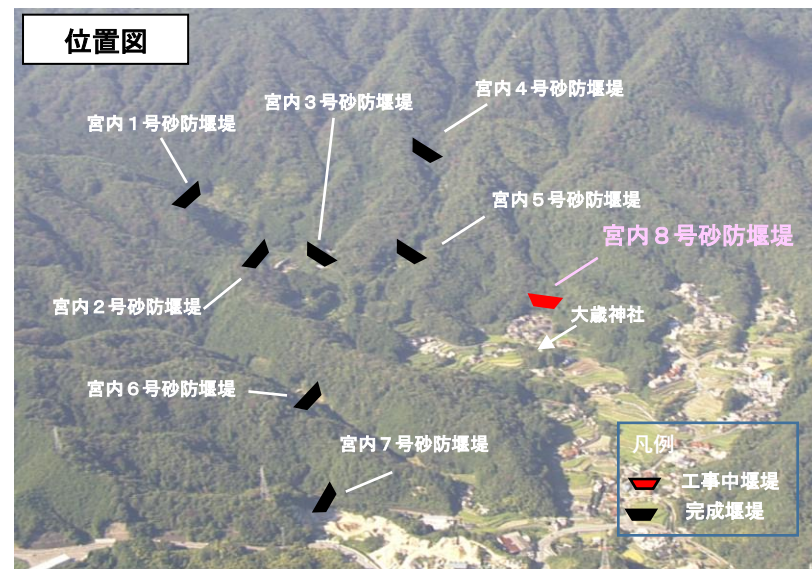 位置図
宮内４号砂防堰堤
宮内３号砂防堰堤
宮内１号砂防堰堤
宮内５号砂防堰堤
宮内８号砂防堰堤
宮内２号砂防堰堤
大歳神社
宮内６号砂防堰堤
宮内７号砂防堰堤
凡例
工事中堰堤
完成堰堤